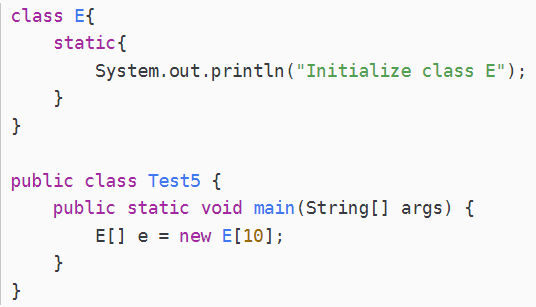 class E{
    static{
        System.out.println("Initialize class E");
    }
}

public class Test5 {
    public static void main(String[] args) {
        E[] e = new E[10];
    }
}